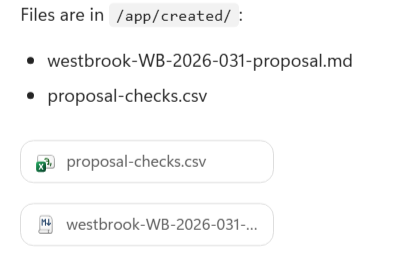 Files are in /app/created/ :
• westbrook-WB-2026-031-proposal.md
• proposal-checks.csv
proposal-checks.csv
westbrook-WB-2026-031-...